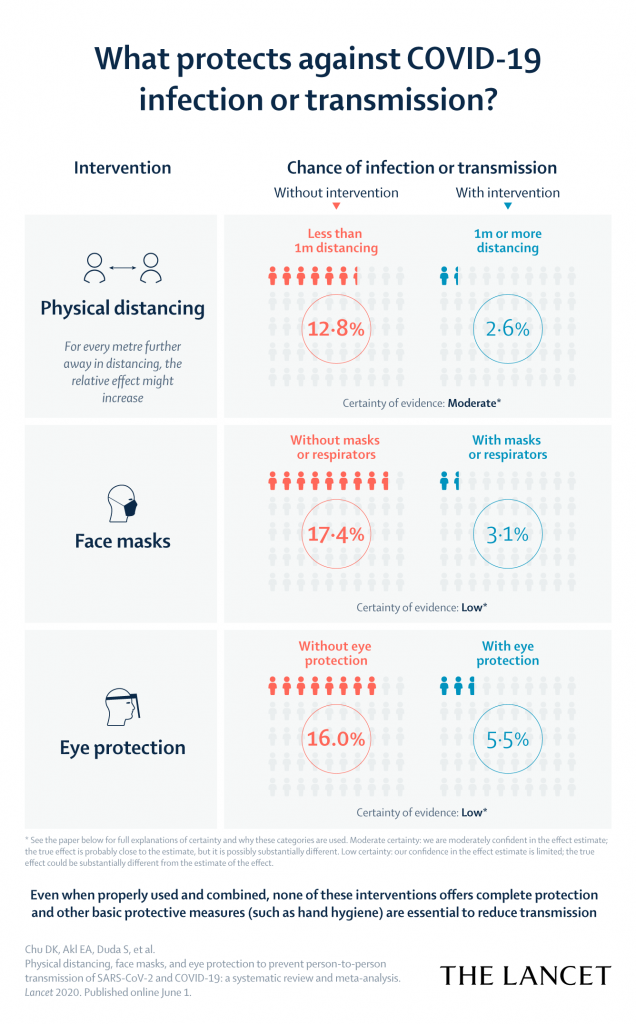 What protects against COVID-19
infection or transmission?
Intervention
Chance of infection or transmission
Without intervention
With intervention
Physical distancing
For every metre further
away in distancing, the
relative effect might
increase
Less than
1m distancing
12·8%
1m or more
distancing
2·6%
Certainty of evidence: Moderate*
Face masks
Without masks
or respirators
17·4%
With masks
or respirators
3·1%
Certainty of evidence: Low*
Eye protection
Without eye
protection
16.0%
With eye
protection
5·5%
Certainty of evidence: Low*
* See the paper below for full explanations of certainty and why these categories are used. Moderate certainty: we are moderately confident in the effect estimate;
the true effect is probably close to the estimate, but it is possibly substantially different. Low certainty: our confidence in the effect estimate is limited; the true
effect could be substantially different from the estimate of the effect.
Even when properly used and combined, none of these interventions offers complete protection
and other basic protective measures (such as hand hygiene) are essential to reduce transmission
Chu DK, Akl EA, Duda S, et al.
Physical distancing, face masks, and eye protection to prevent person-to-person
transmission of SARS-CoV-2 and COVID-19: a systematic review and meta-analysis.
Lancet 2020. Published online June 1.
THE LANCET